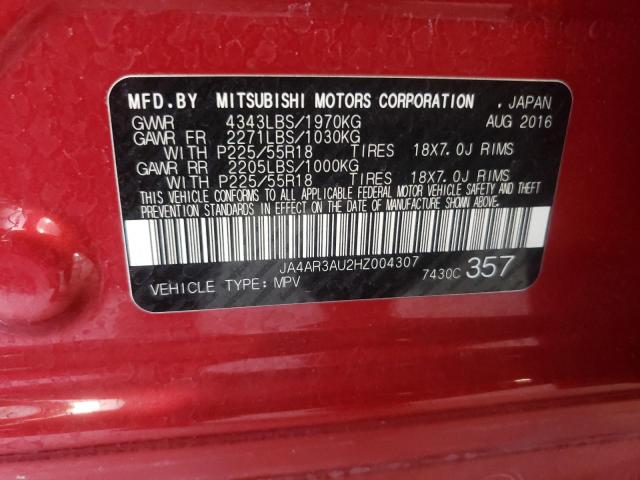 MFD.BY MITSUBISHI MOTORS CORPORATION . JAPAN
GVWR 4343LBS/1970KG AUG 2016
GAWR FR 2271LBS/1030KG
WITH P225/55R18 TIRES 18X7.0J RIMS
GAWR RR 2205LBS/1000KG
WITH P225/55R18 TIRES 18X7.0J RIMS
THIS VEHICLE CONFORMS TO ALL APPLICABLE FEDERAL MOTOR VEHICLE SAFETY AND THEFT
PREVENTION STANDARDS IN EFFECT ON THE DATE OF MANUFACTURE SHOWN ABOVE.
JA4AR3AU2HZ004307 7430C 357
VEHICLE TYPE: MPV